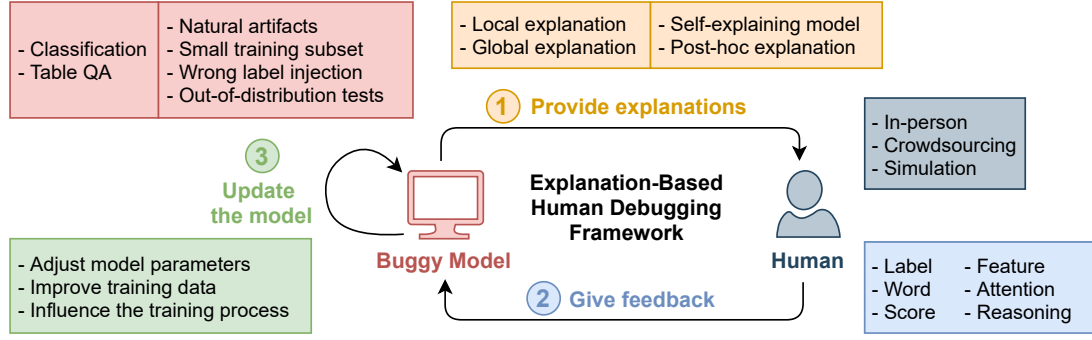 - Classification
- Table QA
- Natural artifacts
- Small training subset
- Wrong label injection
- Out-of-distribution tests
- Local explanation
- Global explanation
- Self-explaining model
- Post-hoc explanation
1 Provide explanations
- In-person
- Crowdsourcing
- Simulation
3
Update
the model
Explanation-Based
Human Debugging
Framework
Buggy Model
Human
- Adjust model parameters
- Improve training data
- Influence the training process
2 Give feedback
- Label
- Word
- Score
- Feature
- Attention
- Reasoning